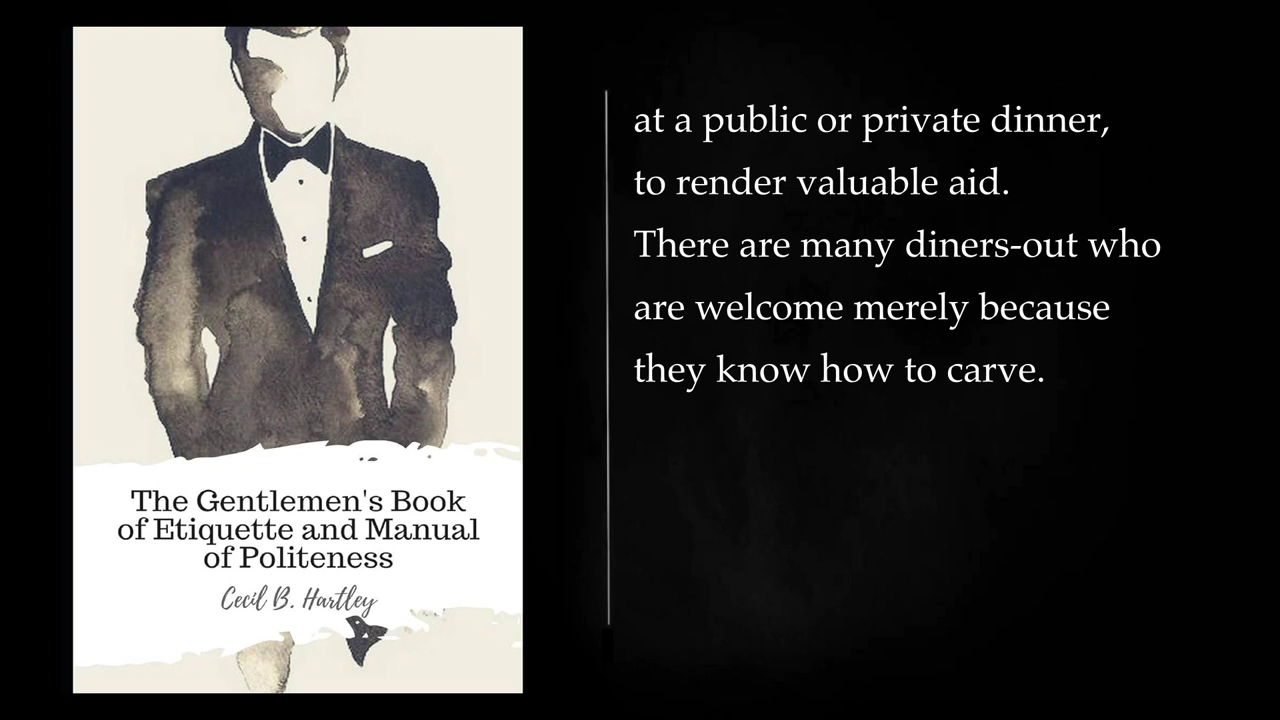 The Gentlemen's Book
of Etiquette and Manual
of Politeness
Cecil B. Hartley
at a public or private dinner,
to render valuable aid.
There are many diners-out who
are welcome merely because
they know how to carve.